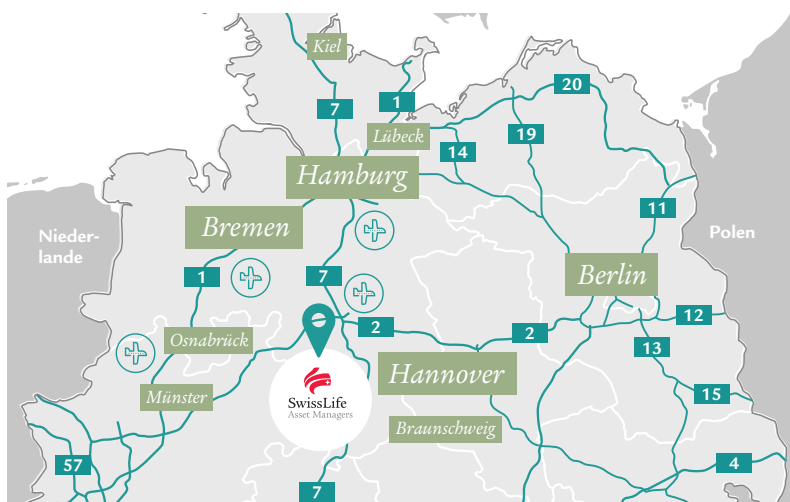 Kiel
7
1
20
Lübeck
19
14
Hamburg
11
Bremen
Nieder-
lande
Polen
1
7
Berlin
2
2
12
Osnabrück
13
Hannover
Münster
SwissLife
Asset Managers
15
Braunschweig
57
4
7